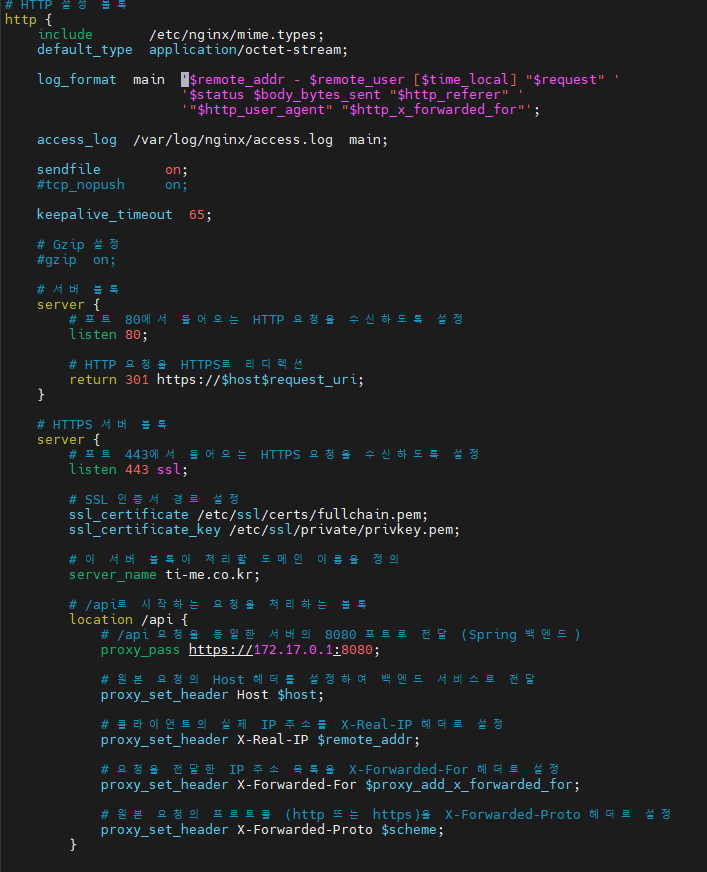 # HTTP 설정 블록
http {
    include       /etc/nginx/mime.types;
    default_type  application/octet-stream;
    log_format  main  '$remote_addr - $remote_user [$time_local] "$request" '
                      '$status $body_bytes_sent "$http_referer" '
                      '"$http_user_agent" "$http_x_forwarded_for"';
    access_log  /var/log/nginx/access.log  main;
    sendfile        on;
    #tcp_nopush     on;
    keepalive_timeout  65;
    # Gzip 설정
    #gzip  on;
    # 서버 블록
    server {
        # 포트 80에서 들어오는 HTTP 요청을 수신하도록 설정
        listen 80;
        # HTTP 요청을 HTTPS로 리디렉션
        return 301 https://$host$request_uri;
    }
    # HTTPS 서버 블록
    server {
        # 포트 443에서 들어오는 HTTPS 요청을 수신하도록 설정
        listen 443 ssl;
        # SSL 인증서 경로 설정
        ssl_certificate /etc/ssl/certs/fullchain.pem;
        ssl_certificate_key /etc/ssl/private/privkey.pem;
        # 이 서버 블록이 처리할 도메인 이름을 정의
        server_name ti-me.co.kr;
        # /api로 시작하는 요청을 처리하는 블록
        location /api {
            # /api 요청을 동일한 서버의 8080 포트로 전달 (Spring 백엔드)
            proxy_pass https://172.17.0.1:8080;
            # 원본 요청의 Host 헤더를 설정하여 백엔드 서비스로 전달
            proxy_set_header Host $host;
            # 클라이언트의 실제 IP 주소를 X-Real-IP 헤더로 설정
            proxy_set_header X-Real-IP $remote_addr;
            # 요청을 전달한 IP 주소 목록을 X-Forwarded-For 헤더로 설정
            proxy_set_header X-Forwarded-For $proxy_add_x_forwarded_for;
            # 원본 요청의 프로토콜 (http 또는 https)을 X-Forwarded-Proto 헤더로 설정
            proxy_set_header X-Forwarded-Proto $scheme;
        }